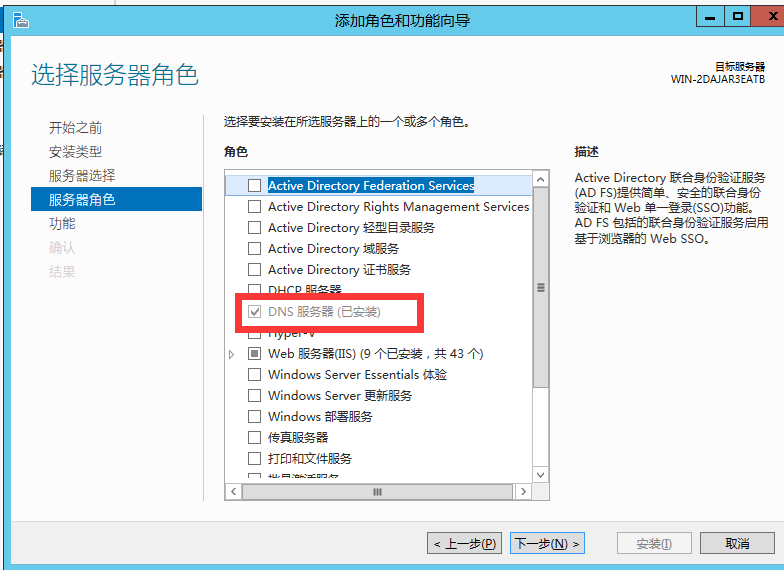 添加角色和功能向导
选择服务器角色
目标服务器
WIN-2DAJAR3EATB
开始之前
安装类型
服务器选择
服务器角色
功能
确认
结果
选择要安装在所选服务器上的一个或多个角色。
角色
Active Directory Federation Services
Active Directory Rights Management Services
Active Directory 轻型目录服务
Active Directory 域服务
Active Directory 证书服务
DHCP 服务器
DNS 服务器 (已安装)
Hyper-V
Web 服务器(IIS) (9 个已安装，共 43 个)
Windows Server Essentials 体验
Windows Server 更新服务
Windows 部署服务
传真服务器
打印和文件服务
批量激活服务
描述
Active Directory 联合身份验证服务
(AD FS)提供简单、安全的联合身份
验证和 Web 单一登录(SSO)功能。
AD FS 包括的联合身份验证服务启用
基于浏览器的 Web SSO。
< 上一步(P)
下一步(N) >
安装(I)
取消